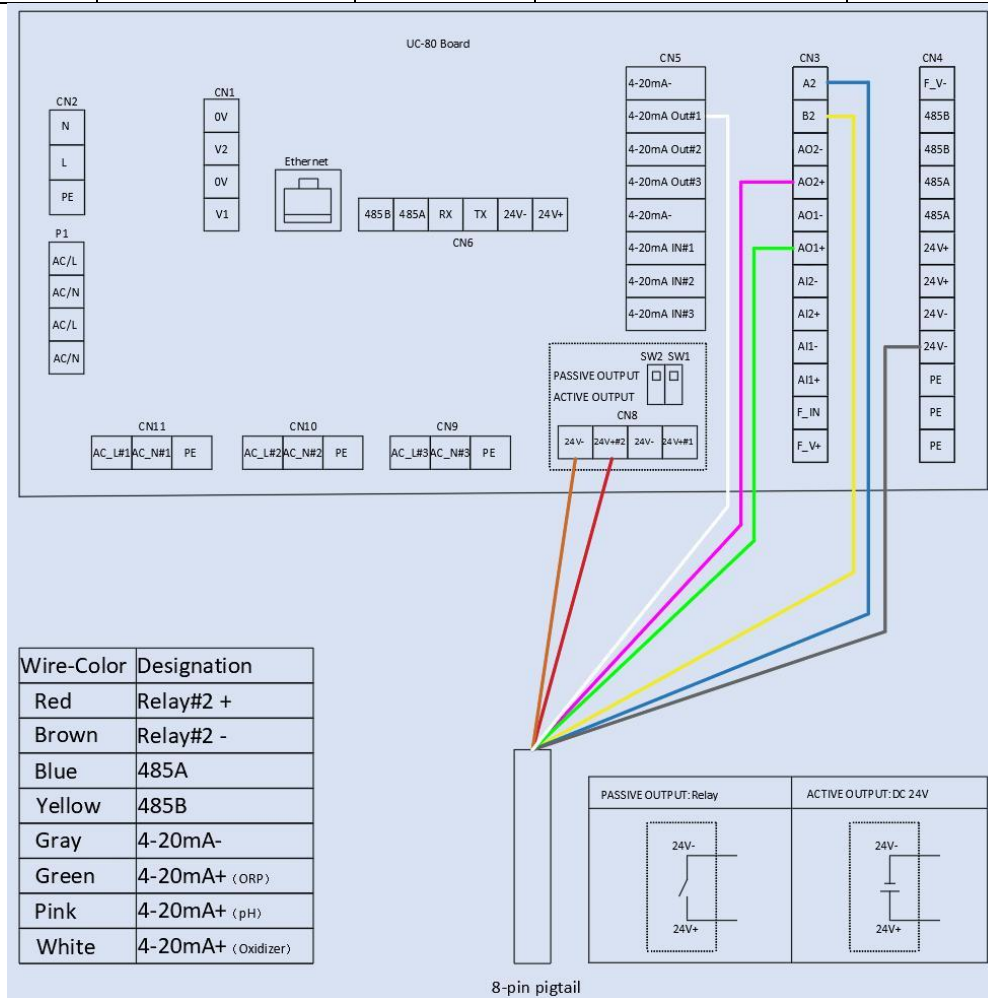 UC-80 Board
CN2
N
L
PE
P1
AC/L
AC/N
AC/L
AC/N
CN1
0V
V2
0V
V1
Ethernet
485B 485A RX TX 24V- 24V+
CN6
CN5
4-20mA-
4-20mA Out#1
4-20mA Out#2
4-20mA Out#3
4-20mA-
4-20mA IN#1
4-20mA IN#2
4-20mA IN#3
CN3
A2
B2
AO2-
AO2+
AO1-
AO1+
AI2-
AI2+
AI1-
AI1+
F_IN
F_V+
CN4
F_V-
485B
485B
485A
485A
24V+
24V+
24V-
24V-
PE
PE
PE
SW2 SW1
PASSIVE OUTPUT
ACTIVE OUTPUT
CN8
24V- 24V+#2 24V- 24V+#1
CN11
AC_L#1 AC_N#1 PE
CN10
AC_L#2 AC_N#2 PE
CN9
AC_L#3 AC_N#3 PE
Wire-Color Designation
Red Relay#2 +
Brown Relay#2 -
Blue 485A
Yellow 485B
Gray 4-20mA-
Green 4-20mA+ (ORP)
Pink 4-20mA+ (pH)
White 4-20mA+ (Oxidizer)
8-pin pigtail
PASSIVE OUTPUT:Relay
24V-
24V+
ACTIVE OUTPUT:DC 24V
24V-
24V+